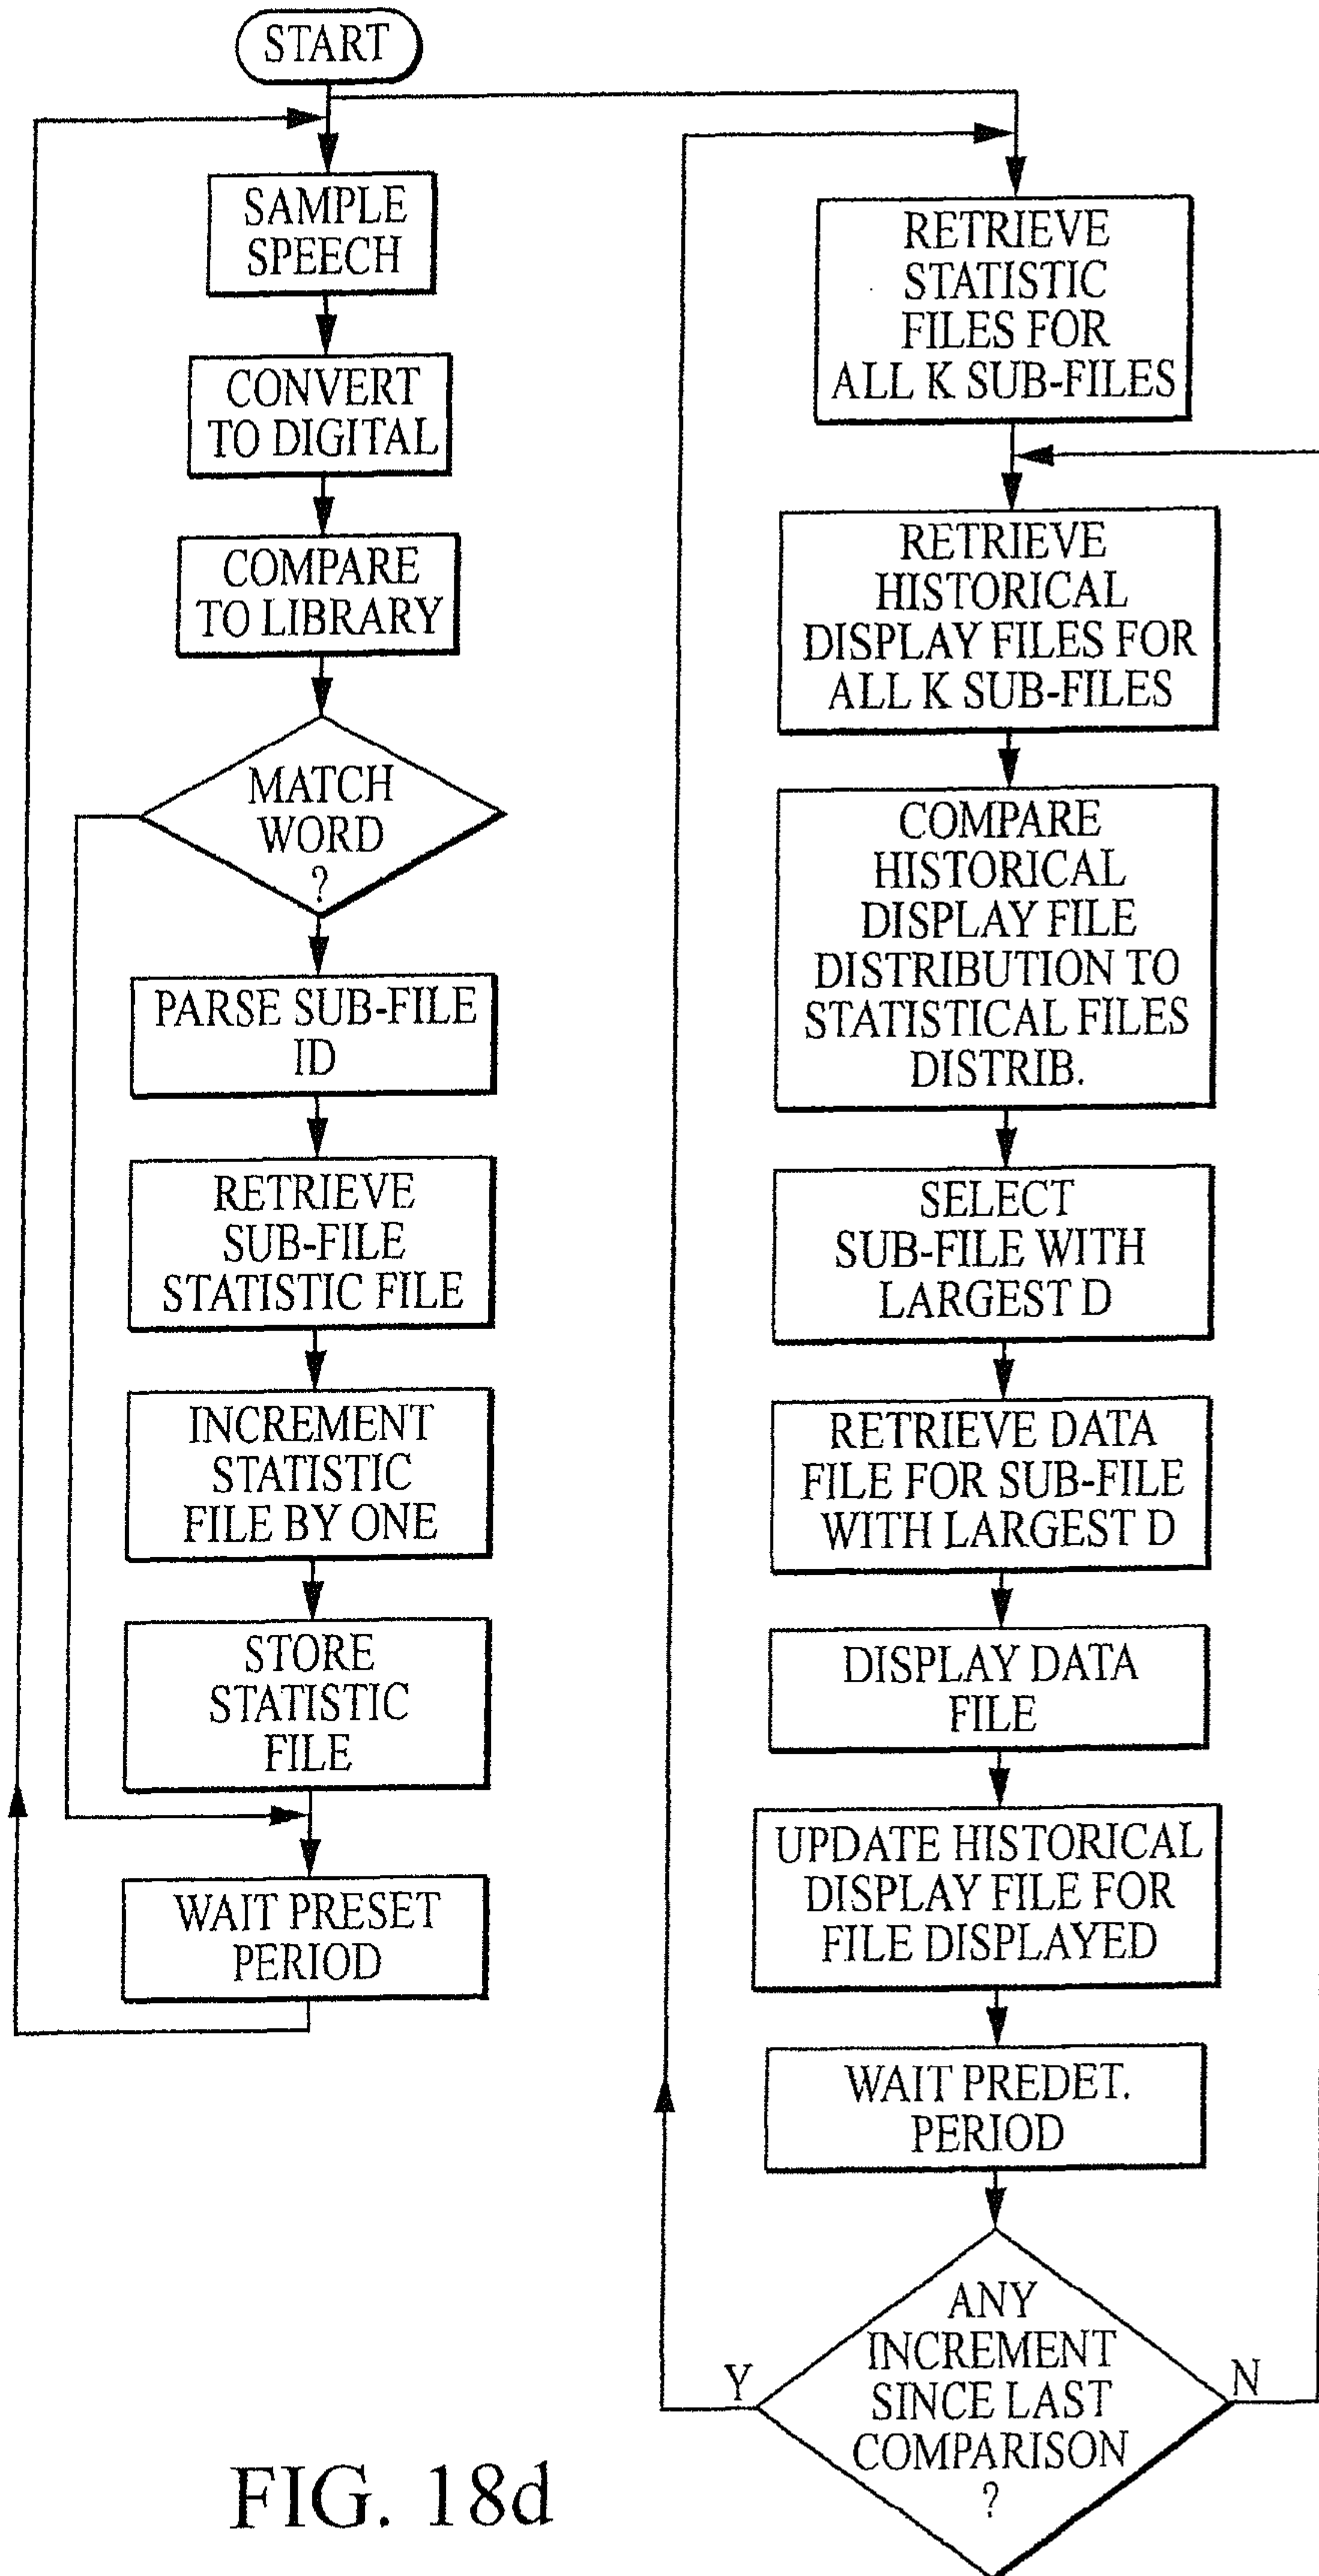 START
SAMPLE
SPEECH
CONVERT
TO DIGITAL
COMPARE
TO LIBRARY
MATCH
WORD
?
PARSE SUB-FILE
ID
RETRIEVE
SUB-FILE
STATISTIC FILE
INCREMENT
STATISTIC
FILE BY ONE
STORE
STATISTIC
FILE
WAIT PRESET
PERIOD
RETRIEVE
STATISTIC
FILES FOR
ALL K SUB-FILES
RETRIEVE
HISTORICAL
DISPLAY FILES FOR
ALL K SUB-FILES
COMPARE
HISTORICAL
DISPLAY FILE
DISTRIBUTION TO
STATISTICAL FILES
DISTRIB.
SELECT
SUB-FILE WITH
LARGEST D
RETRIEVE DATA
FILE FOR SUB-FILE
WITH LARGEST D
DISPLAY DATA
FILE
UPDATE HISTORICAL
DISPLAY FILE FOR
FILE DISPLAYED
WAIT PREDET.
PERIOD
ANY
INCREMENT
SINCE LAST
COMPARISON
?
Y
N
FIG. 18d